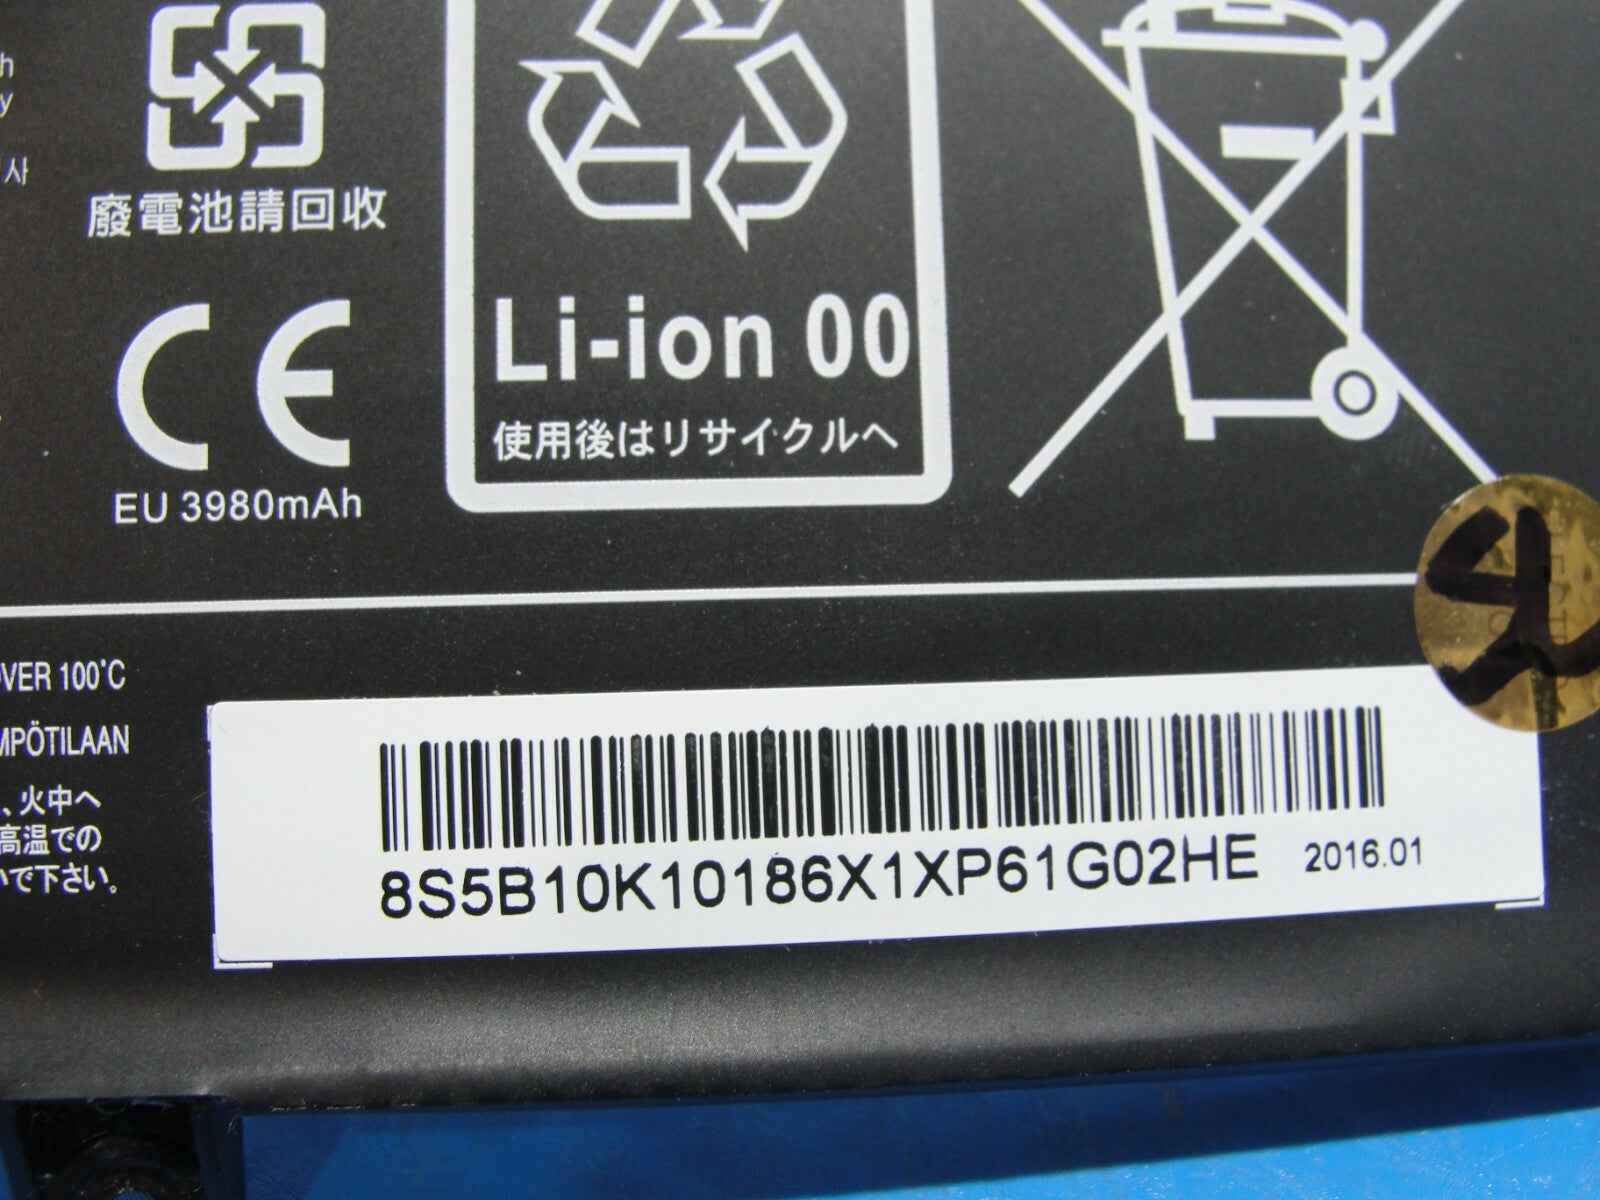 h
y
사
廢電池請回收
CE
EU 3980mAh
Li-ion 00
使用後はリサイクルへ
OVER 100°C
MPÖTILAAN
、火中へ
高温での
いで下さい。
8S5B10K10186X1XP61G02HE 2016.01